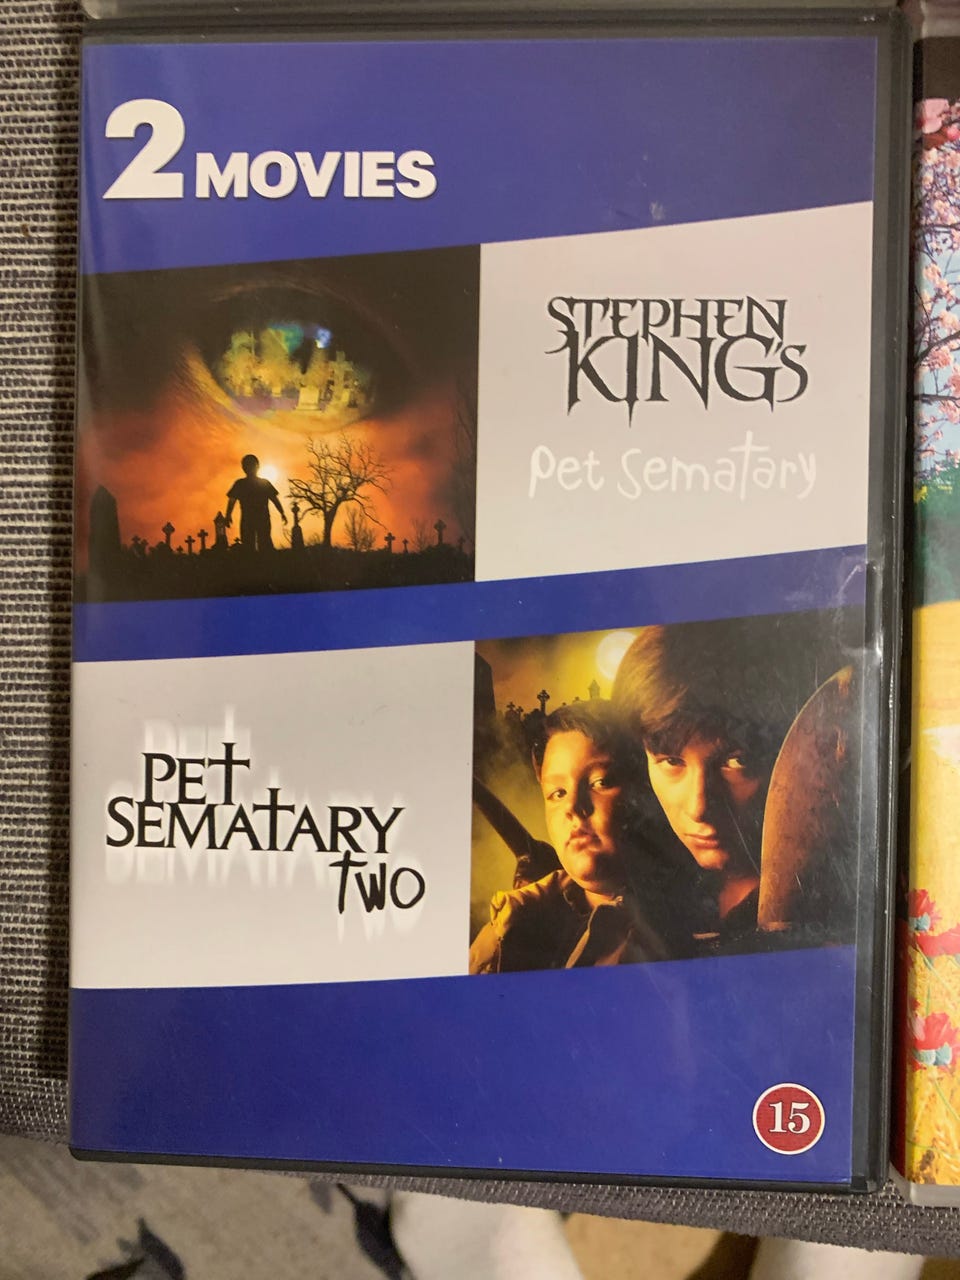 2 MOVIES
STEPHEN
KING'S
Pet Sematary
PET
SEMATARY
TWO
15